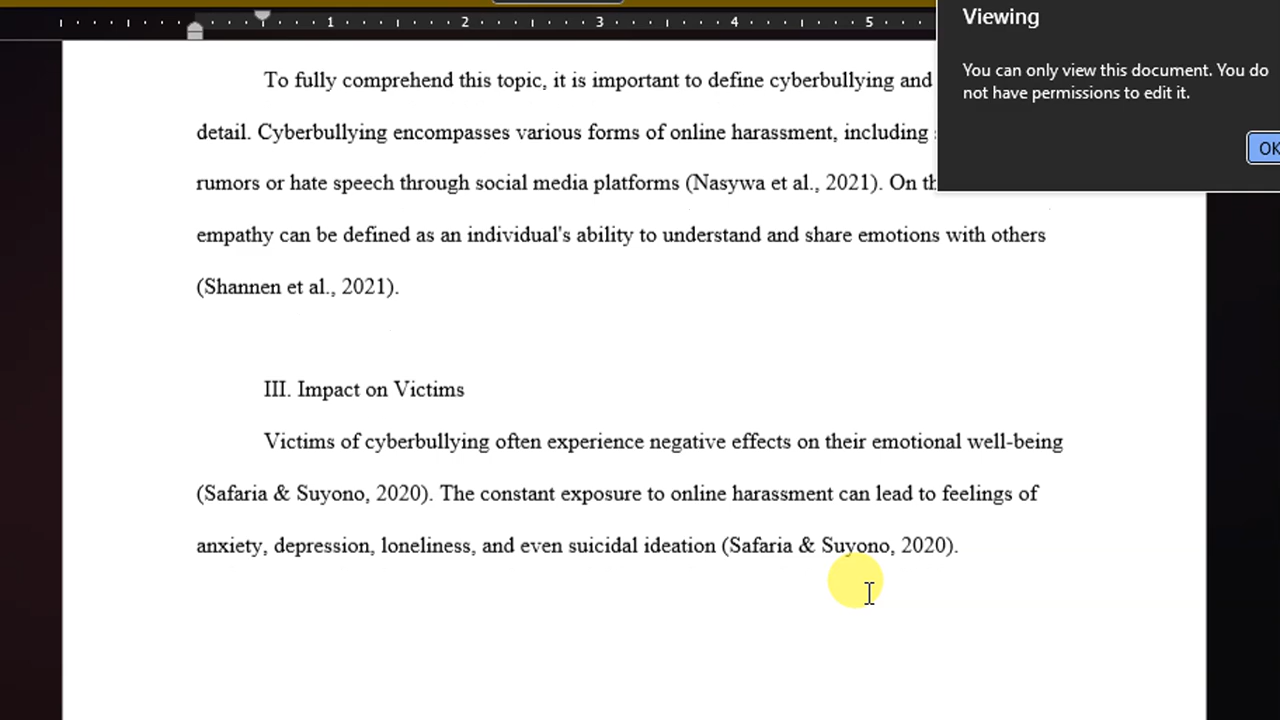 1 2 3 4 5
Viewing
You can only view this document. You do
not have permissions to edit it.
OK
To fully comprehend this topic, it is important to define cyberbullying and
detail. Cyberbullying encompasses various forms of online harassment, including
rumors or hate speech through social media platforms (Nasywa et al., 2021). On
empathy can be defined as an individual's ability to understand and share emotions with others
(Shannen et al., 2021).
III. Impact on Victims
Victims of cyberbullying often experience negative effects on their emotional well-being
(Safaria & Suyono, 2020). The constant exposure to online harassment can lead to feelings of
anxiety, depression, loneliness, and even suicidal ideation (Safaria & Suyono, 2020).